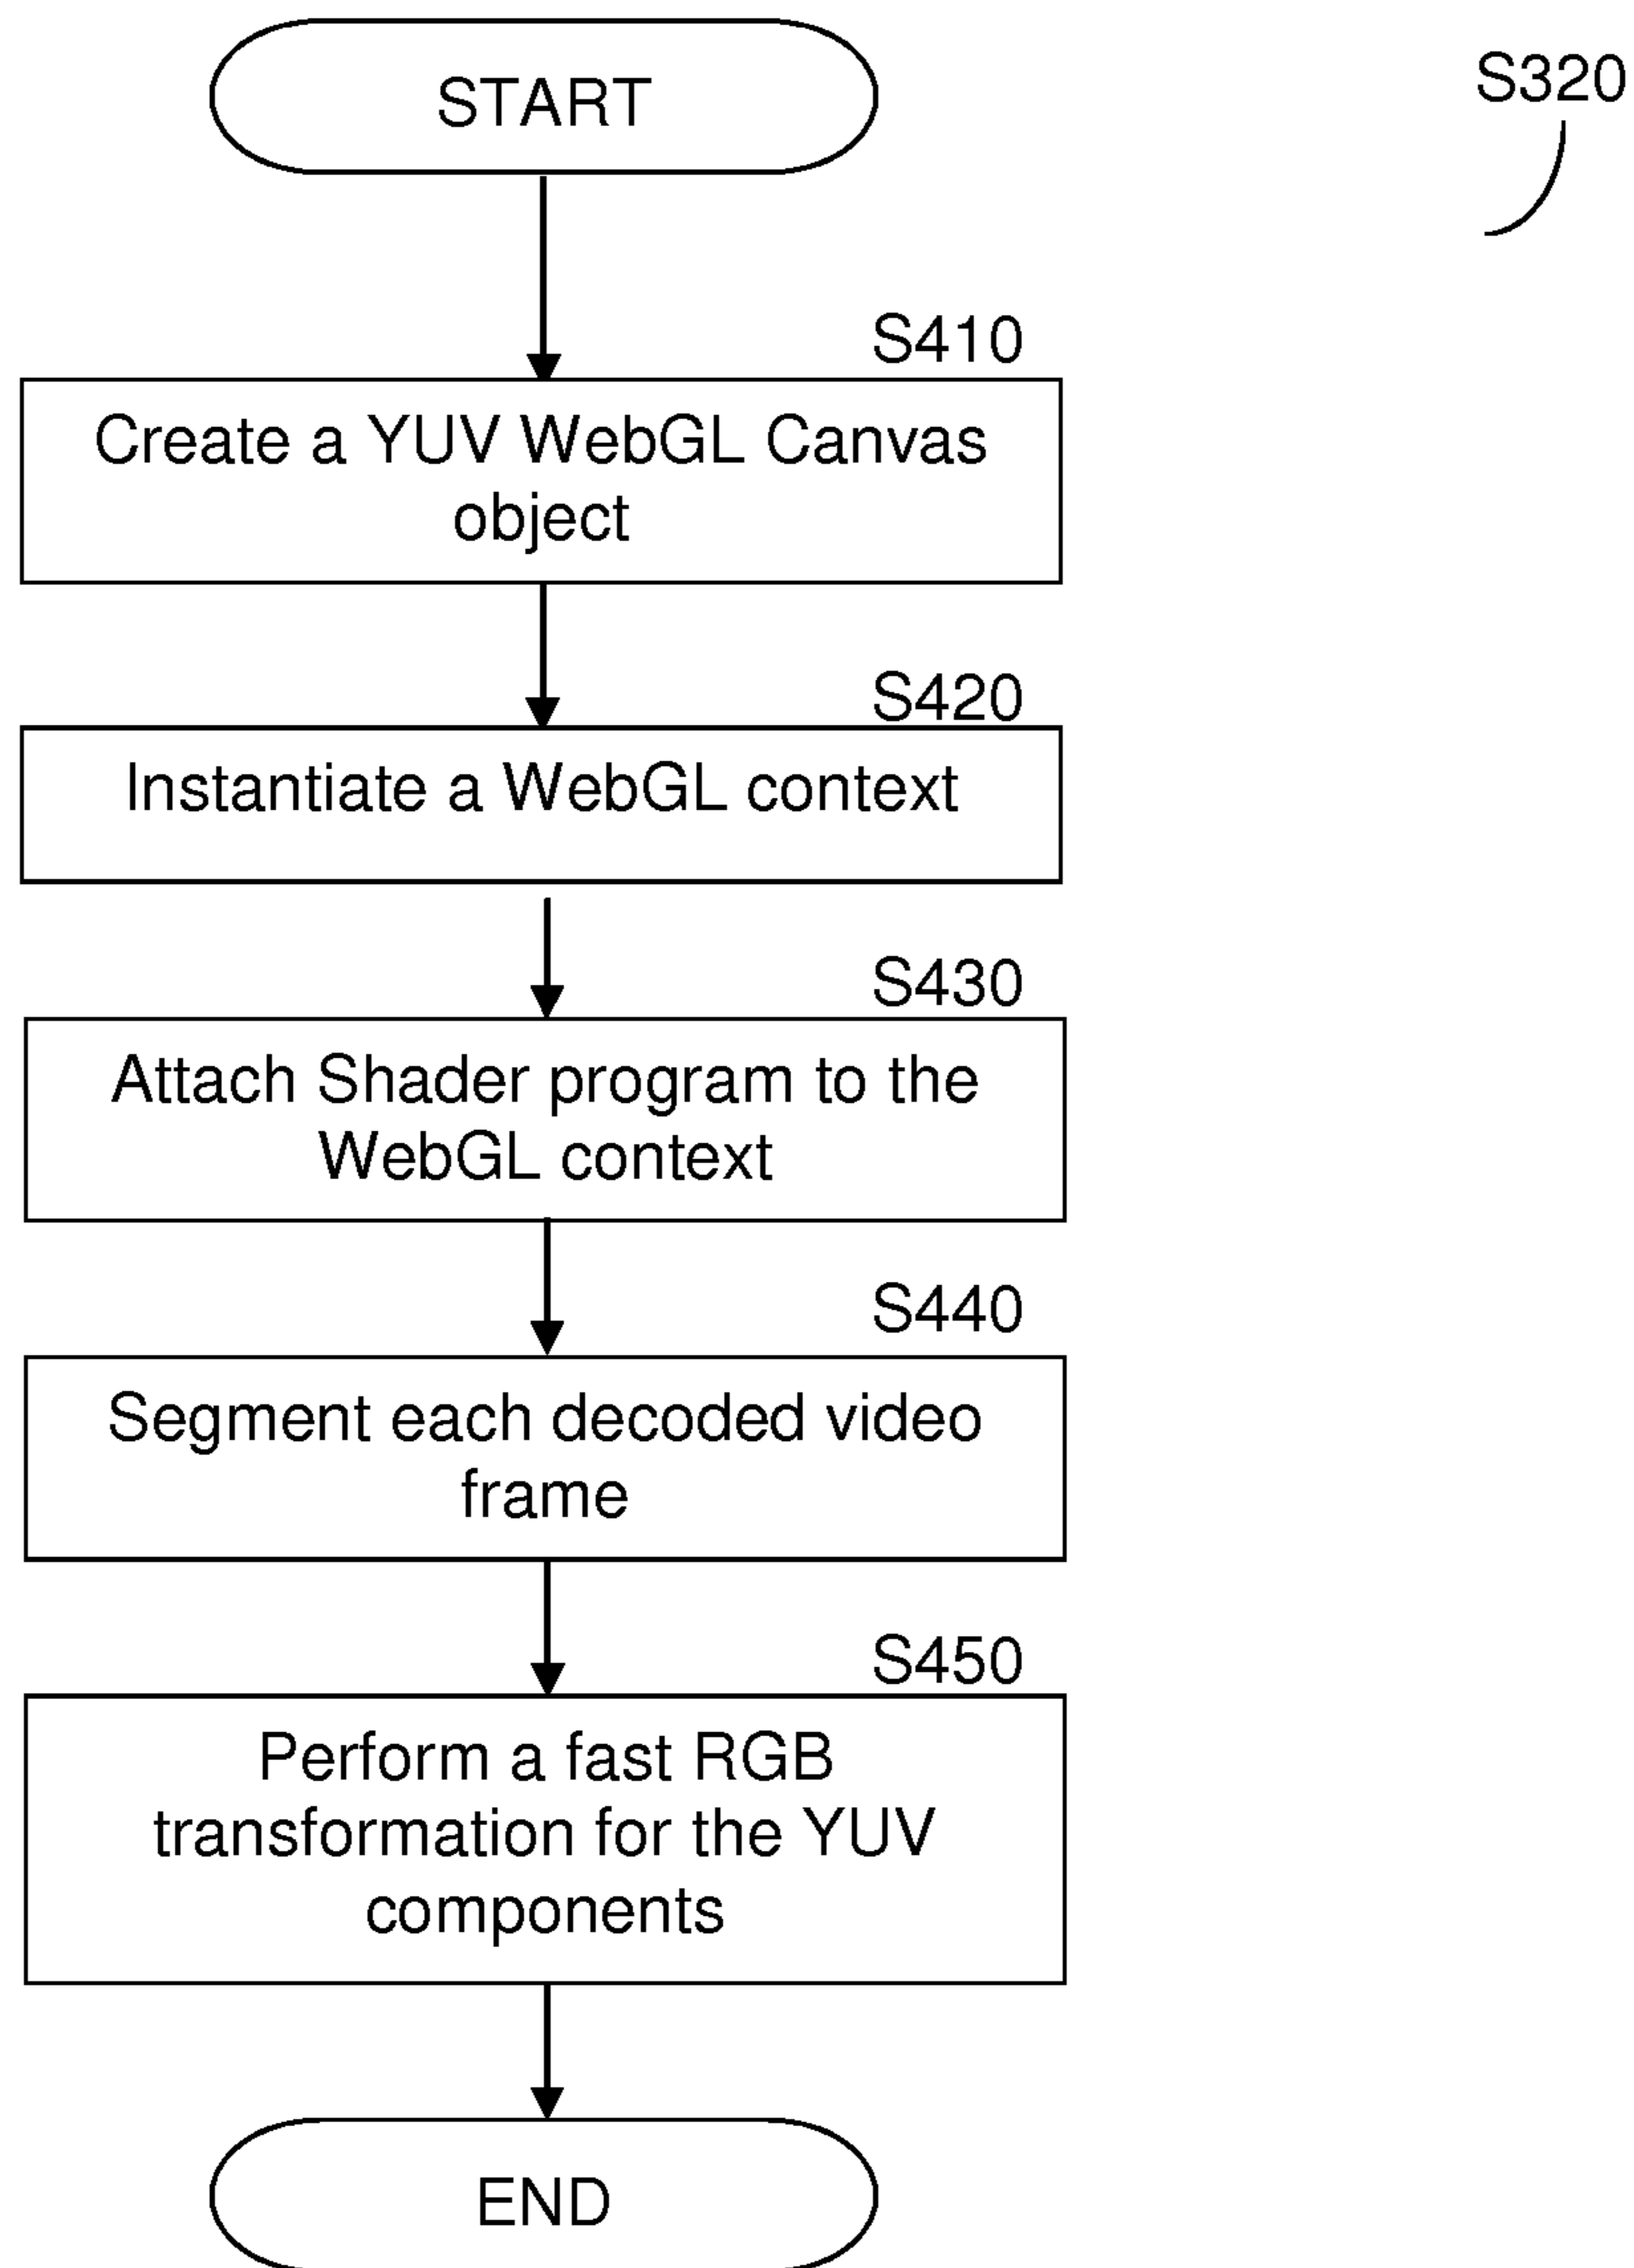 START
S320
S410
Create a YUV WebGL Canvas
object
S420
Instantiate a WebGL context
S430
Attach Shader program to the
WebGL context
S440
Segment each decoded video
frame
S450
Perform a fast RGB
transformation for the YUV
components
END